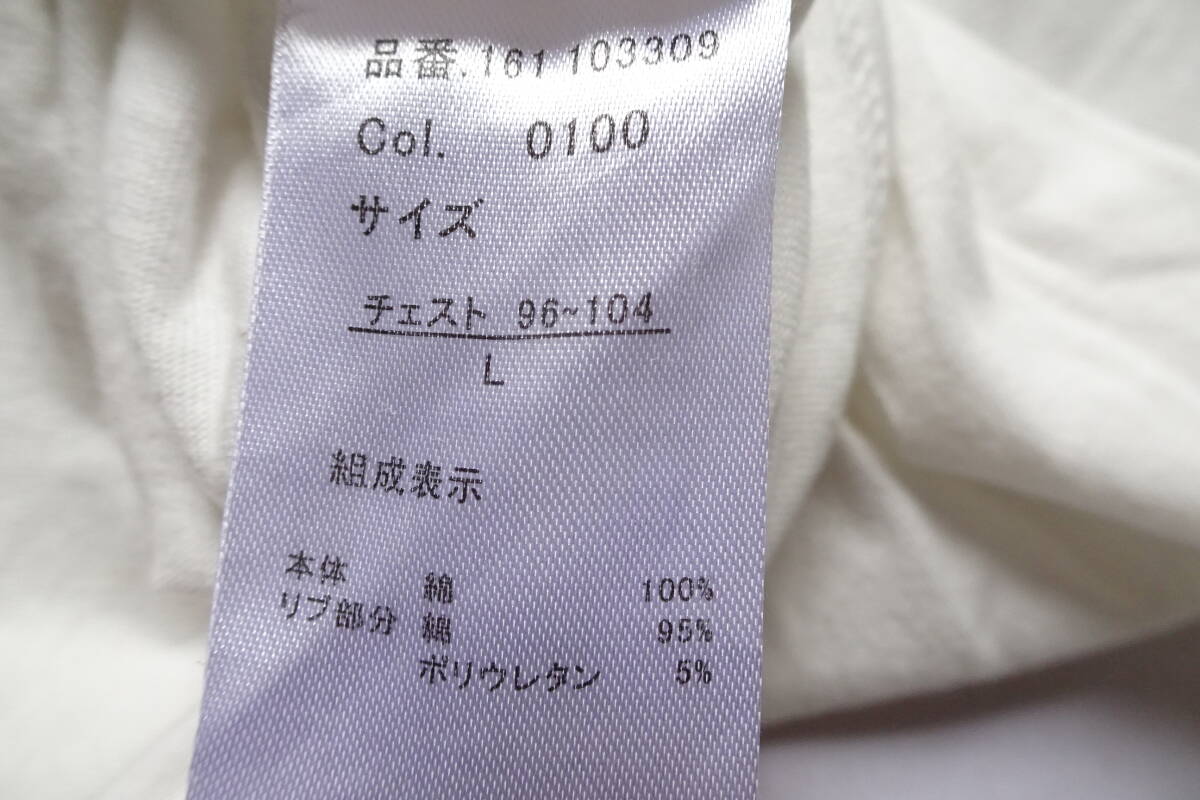 品番.161 103309
Col. 0100
サイズ
チェスト 96~104
L
組成表示
本体 綿 100%
リブ部分 綿 95%
ポリウレタン 5%